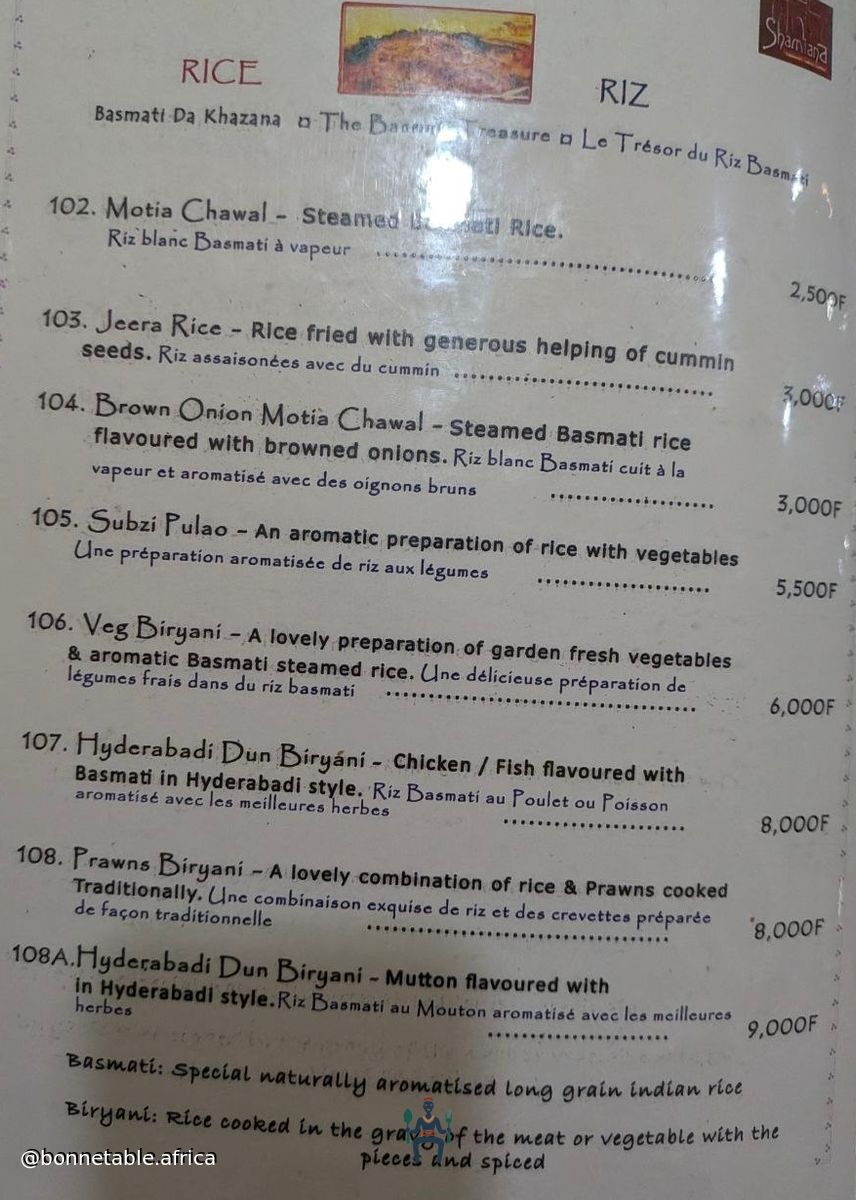 Shamiana
RICE
RIZ
Basmati Da Khazana ¤ The Treasure ¤ Le Trésor du Riz Basmati
102. Motia Chawal – Steamed Basmati Rice.
Riz blanc Basmati à vapeur ........................................ 2,500F
103. Jeera Rice – Rice fried with generous helping of cummin
seeds. Riz assaisonées avec du cummin ........................................ 3,000F
104. Brown Onion Motia Chawal – Steamed Basmati rice
flavoured with browned onions. Riz blanc Basmati cuit à la
vapeur et aromatisé avec des oignons bruns ........................ 3,000F
105. Subzi Pulao – An aromatic preparation of rice with vegetables
Une préparation aromatisée de riz aux légumes ........................ 5,500F
106. Veg Biryani – A lovely preparation of garden fresh vegetables
& aromatic Basmati steamed rice. Une délicieuse préparation de
légumes frais dans du riz basmati ........................................ 6,000F
107. Hyderabadi Dun Biryani – Chicken / Fish flavoured with
Basmati in Hyderabadi style. Riz Basmati au Poulet ou Poisson
aromatisé avec les meilleures herbes ........................ 8,000F
108. Prawns Biryani – A lovely combination of rice & Prawns cooked
Traditionally. Une combinaison exquise de riz et des crevettes préparée
de façon traditionnelle ........................................ 8,000F
108A. Hyderabadi Dun Biryani – Mutton flavoured with
in Hyderabadi style. Riz Basmati au Mouton aromatisé avec les meilleures
herbes ........................ 9,000F
Basmati: Special naturally aromatised long grain indian rice
Biryani: Rice cooked in the gravy of the meat or vegetable with the
pieces and spiced
@bonnetable.africa